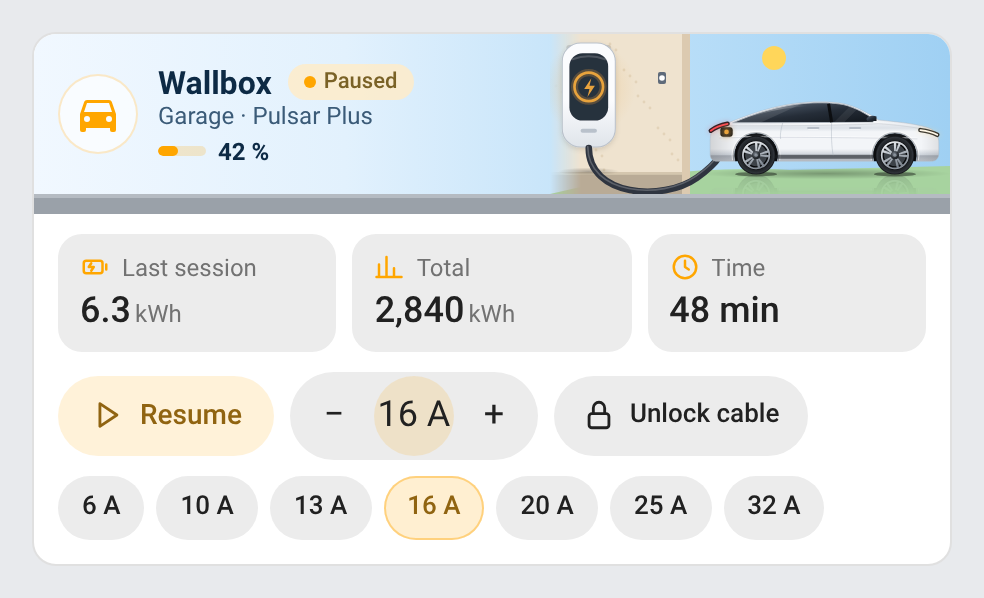 Wallbox
Paused
Garage · Pulsar Plus
42 %
Last session
6.3 kWh
Total
2,840 kWh
Time
48 min
Resume
− 16 A +
Unlock cable
6 A 10 A 13 A 16 A 20 A 25 A 32 A